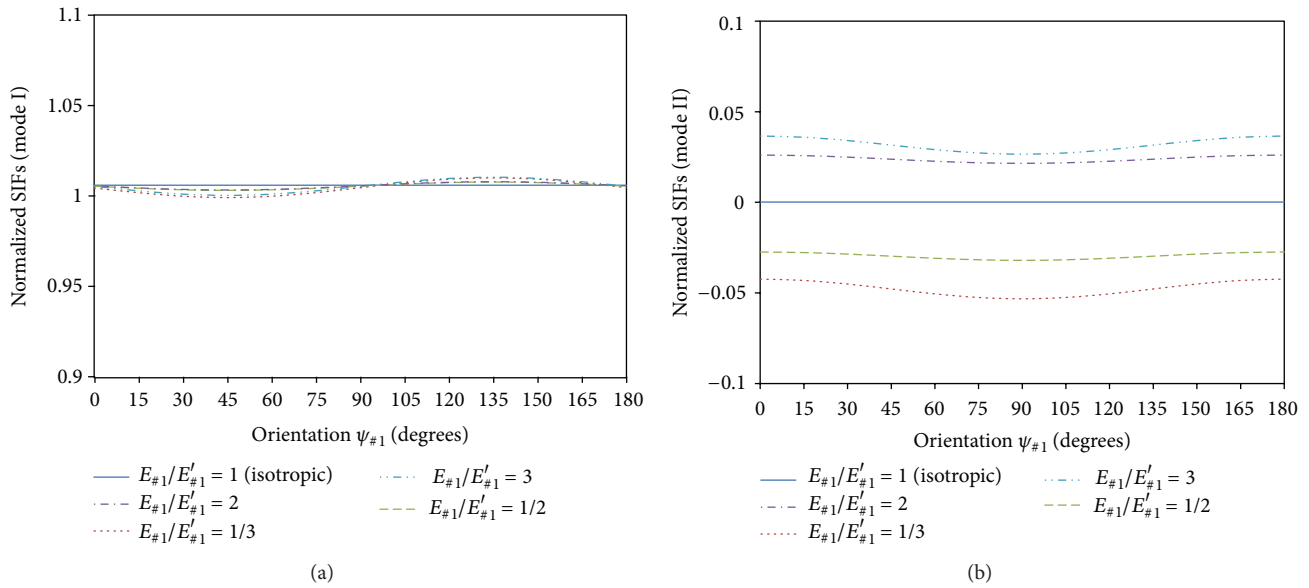 Normalized SIFs (mode I)
1.1
1.05
1
0.95
0.9
0 15 30 45 60 75 90 105 120 135 150 165 180
Orientation ψ#1 (degrees)
E#1/E′#1 = 1 (isotropic)
E#1/E′#1 = 2
E#1/E′#1 = 1/3
E#1/E′#1 = 3
E#1/E′#1 = 1/2
(a)
Normalized SIFs (mode II)
0.1
0.05
0
−0.05
−0.1
0 15 30 45 60 75 90 105 120 135 150 165 180
Orientation ψ#1 (degrees)
E#1/E′#1 = 1 (isotropic)
E#1/E′#1 = 2
E#1/E′#1 = 1/3
E#1/E′#1 = 3
E#1/E′#1 = 1/2
(b)